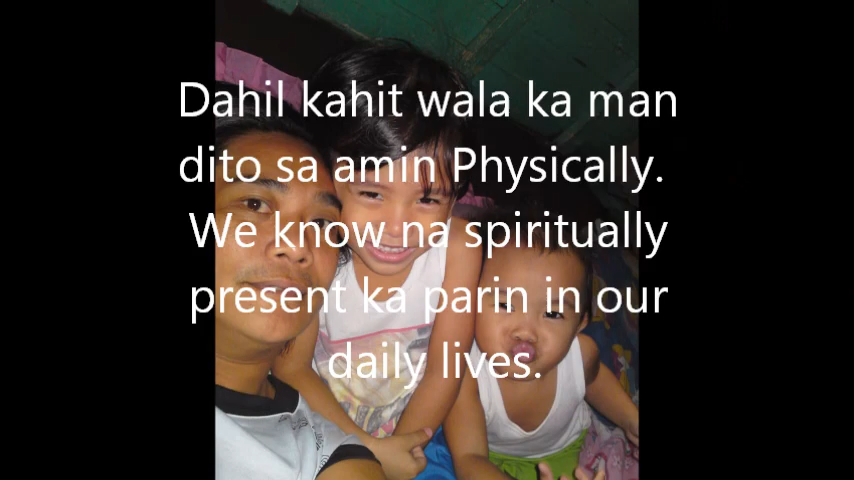 Dahil kahit wala ka man
dito sa amin Physically.
We know na spiritually
present ka parin in our
daily lives.